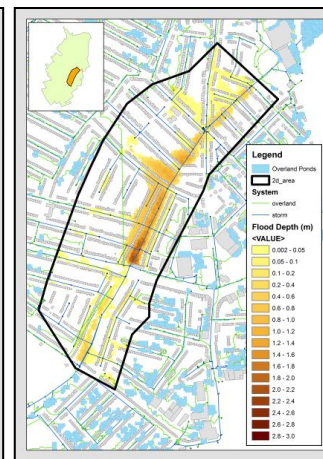 Legend
Overland Ponds
2d_area
System
overland
storm
Flood Depth (m)
<VALUE>
0.002 - 0.05
0.05 - 0.1
0.1 - 0.2
0.2 - 0.4
0.4 - 0.6
0.6 - 0.8
0.8 - 1.0
1.0 - 1.2
1.2 - 1.4
1.4 - 1.6
1.6 - 1.8
1.8 - 2.0
2.0 - 2.2
2.2 - 2.4
2.4 - 2.6
2.6 - 2.8
2.8 - 3.0